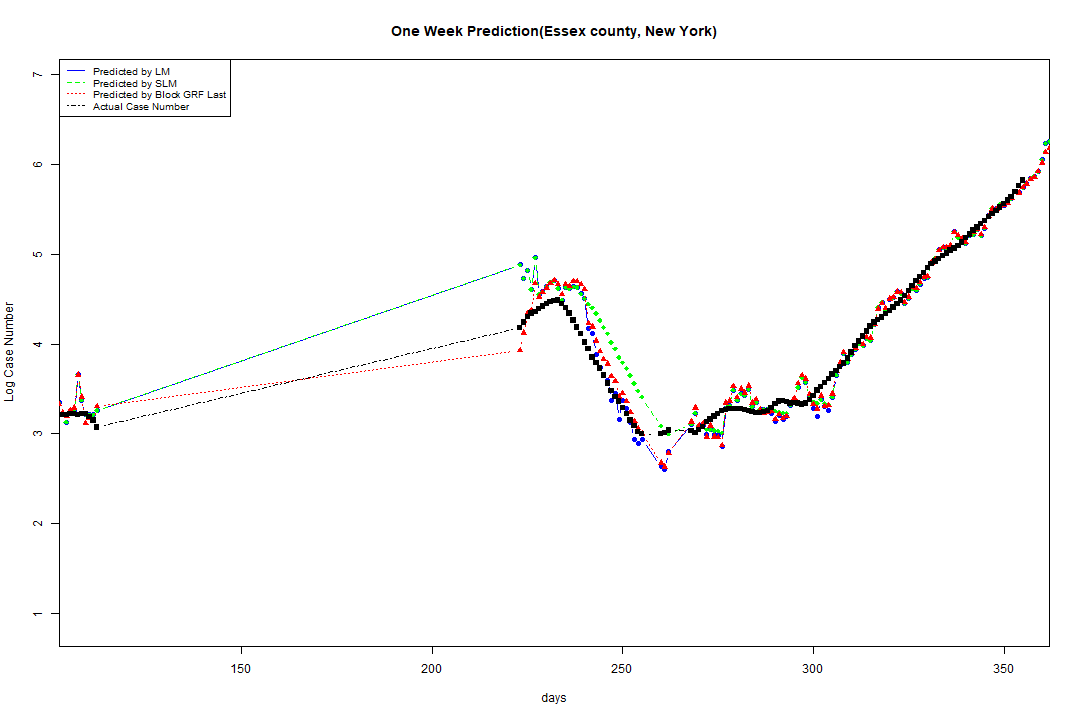 One Week Prediction(Essex county, New York)
Predicted by LM
Predicted by SLM
Predicted by Block GRF Last
Actual Case Number
7
6
5
4
3
2
1
Log Case Number
150 200 250 300 350
days